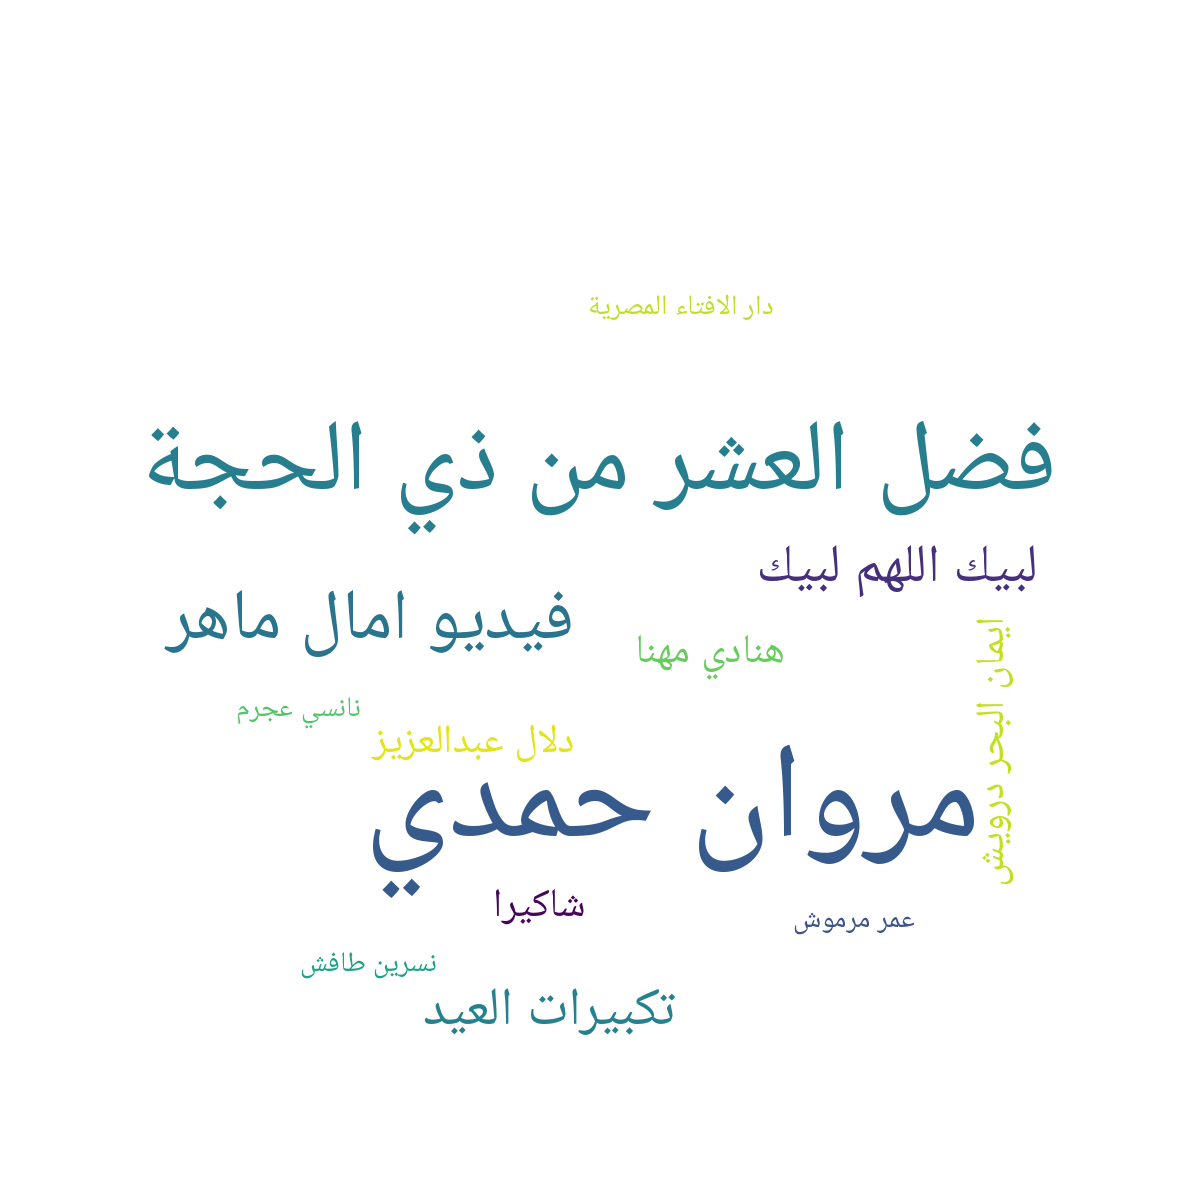 دار الافتاء المصرية
فضل العشر من ذي الحجة
لبيك اللهم لبيك
فيديو امال ماهر
هنادي مهنا
ايمان البحر درويش
نانسي عجرم
دلال عبدالعزيز
مروان حمدي
شاكيرا
عمر مرموش
نسرين طافش
تكبيرات العيد